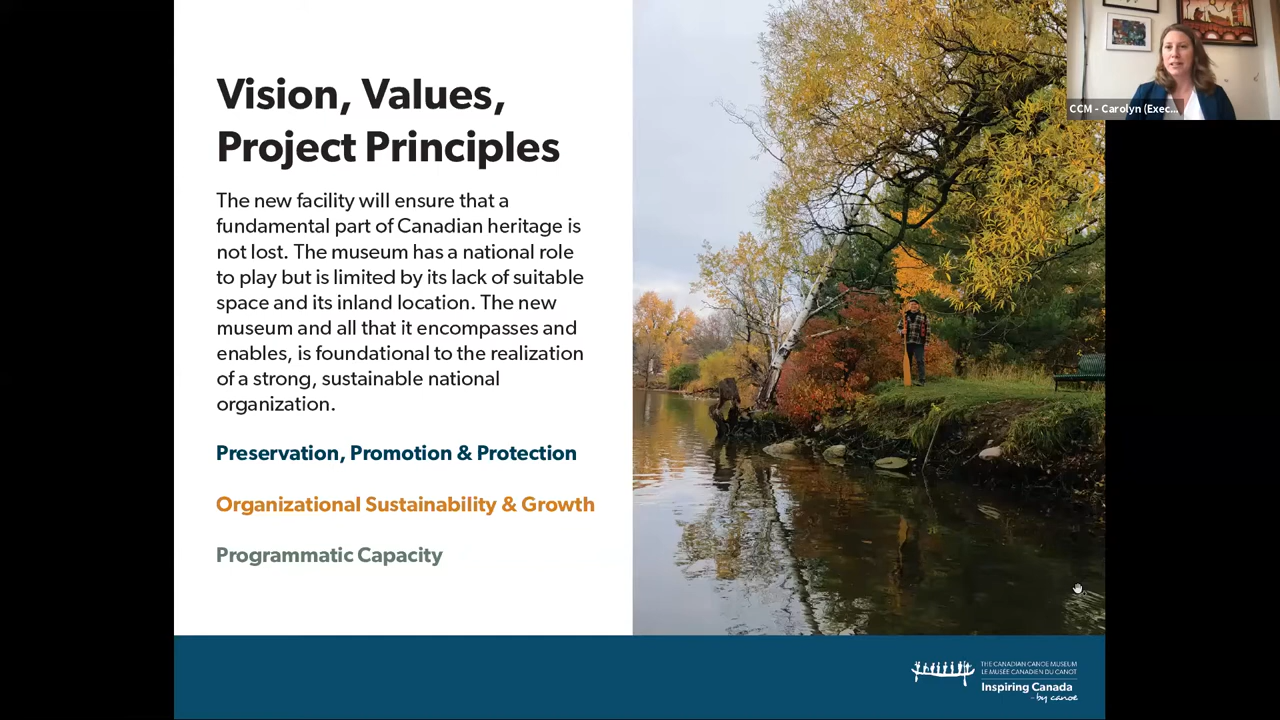 Vision, Values,
Project Principles
The new facility will ensure that a
fundamental part of Canadian heritage is
not lost. The museum has a national role
to play but is limited by its lack of suitable
space and its inland location. The new
museum and all that it encompasses and
enables, is foundational to the realization
of a strong, sustainable national
organization.
Preservation, Promotion & Protection
Organizational Sustainability & Growth
Programmatic Capacity
CCM - Carolyn (Exec...
THE CANADIAN CANOE MUSEUM
LE MUSÉE CANADIEN DU CANOT
Inspiring Canada
- by canoe